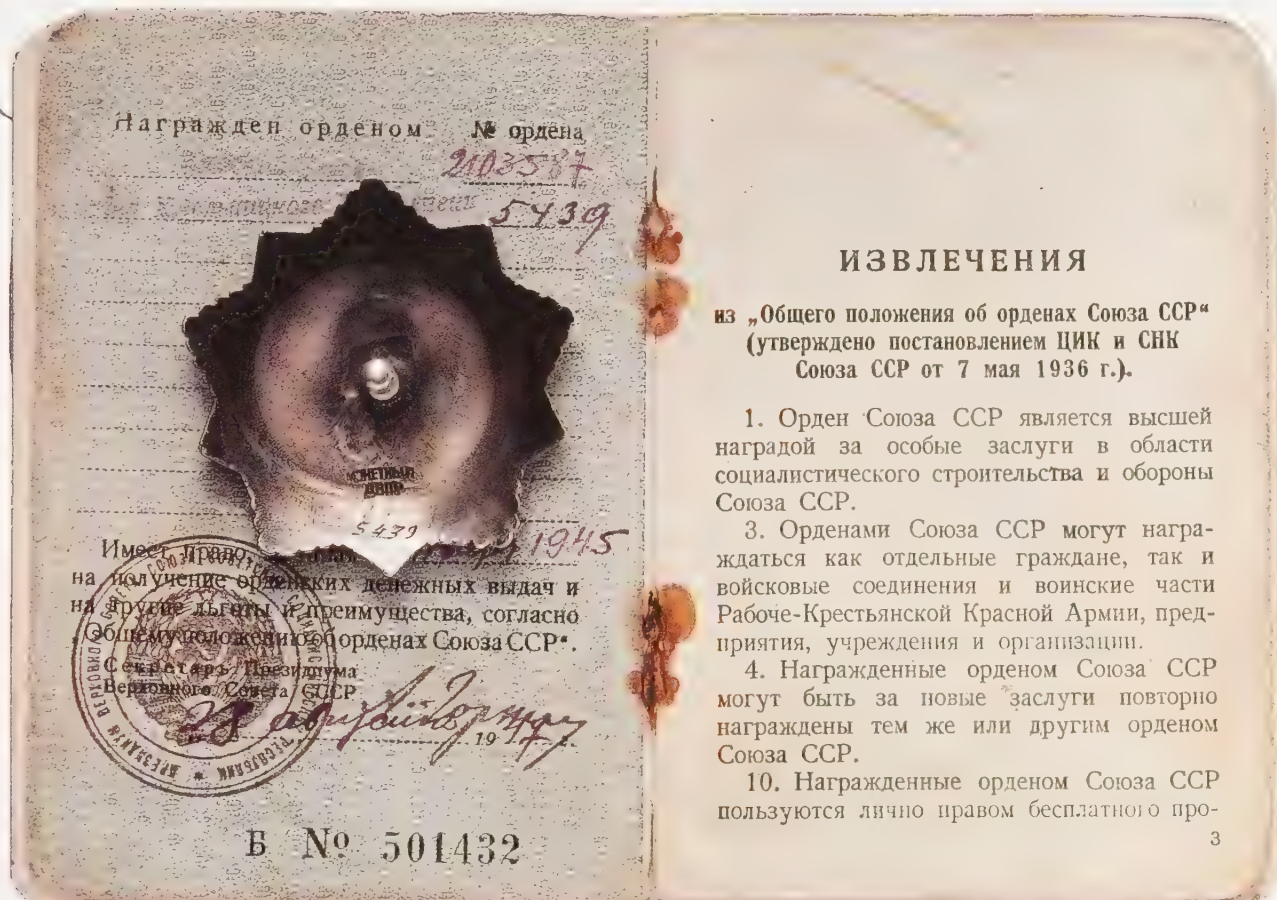 Награжден орденом № ордена
2103587
5439
МОНЕТНЫЙ
ДВОР
5439
Имеет право, 1945
на получение орденских денежных выдач и
на другие льготы и преимущества, согласно
„Общему положению об орденах Союза ССР“.
Секретарь Президиума
Верховного Совета СССР
28 19 47 г.
Б № 501432
ИЗВЛЕЧЕНИЯ
из „Общего положения об орденах Союза ССР“
(утверждено постановлением ЦИК и СНК
Союза ССР от 7 мая 1936 г.).
1. Орден Союза ССР является высшей
наградой за особые заслуги в области
социалистического строительства и обороны
Союза ССР.
3. Орденами Союза ССР могут награ-
ждаться как отдельные граждане, так и
войсковые соединения и воинские части
Рабоче-Крестьянской Красной Армии, пред-
приятия, учреждения и организации.
4. Награжденные орденом Союза ССР
могут быть за новые заслуги повторно
награждены тем же или другим орденом
Союза ССР.
10. Награжденные орденом Союза ССР
пользуются лично правом бесплатного про-
3